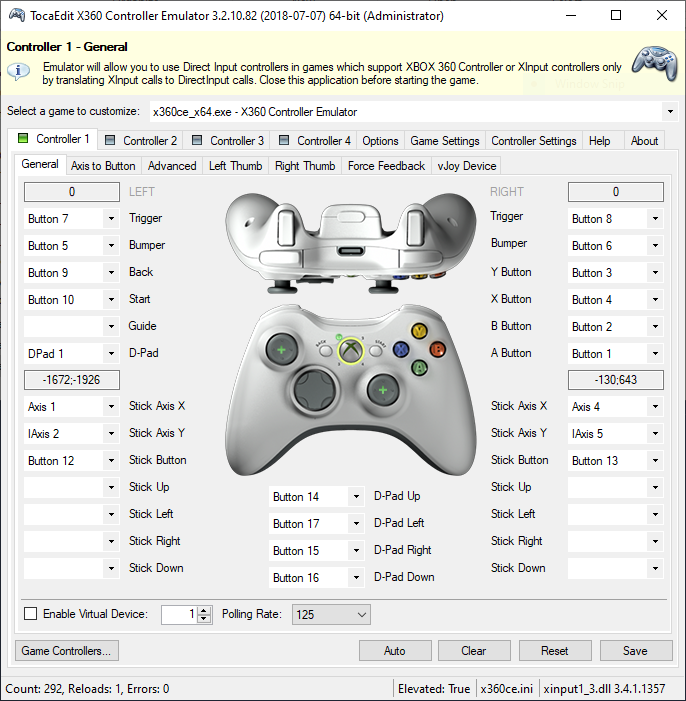 TocaEdit X360 Controller Emulator 3.2.10.82 (2018-07-07) 64-bit (Administrator)
Controller 1 - General
Emulator will allow you to use Direct Input controllers in games which support XBOX 360 Controller or XInput controllers only
by translating XInput calls to DirectInput calls. Close this application before starting the game.
Select a game to customize: x360ce_x64.exe - X360 Controller Emulator
Controller 1 Controller 2 Controller 3 Controller 4 Options Game Settings Controller Settings Help About
General Axis to Button Advanced Left Thumb Right Thumb Force Feedback vJoy Device
0 LEFT RIGHT 0
Button 7 Trigger Trigger Button 8
Button 5 Bumper Bumper Button 6
Button 9 Back Y Button Button 3
Button 10 Start X Button Button 4
Guide B Button Button 2
DPad 1 D-Pad A Button Button 1
BACK START
Y
X B
A
-1672;-1926 -130;643
Axis 1 Stick Axis X Stick Axis X Axis 4
IAxis 2 Stick Axis Y Stick Axis Y IAxis 5
Button 12 Stick Button Stick Button Button 13
Stick Up Stick Up
Button 14 D-Pad Up
Stick Left Stick Left
Button 17 D-Pad Left
Stick Right Stick Right
Button 15 D-Pad Right
Stick Down Stick Down
Button 16 D-Pad Down
Enable Virtual Device: 1 Polling Rate: 125
Game Controllers... Auto Clear Reset Save
Count: 292, Reloads: 1, Errors: 0 Elevated: True x360ce.ini xinput1_3.dll 3.4.1.1357